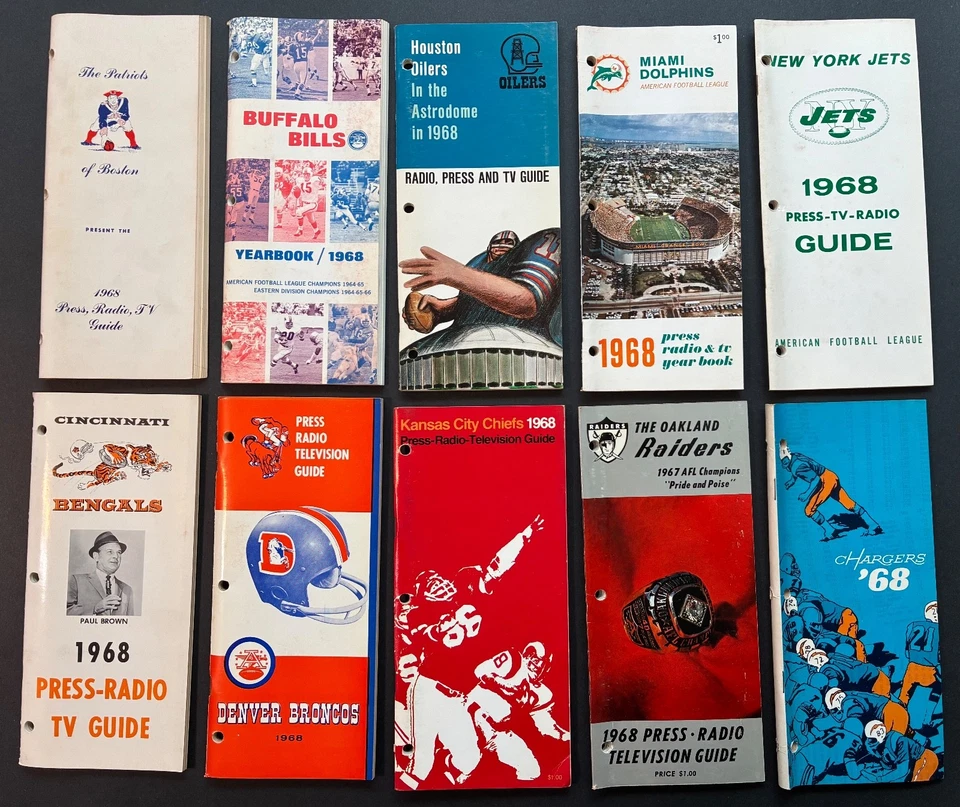 The Patriots
of Boston
PRESENT THE
1968
Press, Radio, TV
Guide
BUFFALO
BILLS
YEARBOOK / 1968
AMERICAN FOOTBALL LEAGUE CHAMPIONS 1964-65
EASTERN DIVISION CHAMPIONS 1964-65-66
Houston
Oilers
In the
Astrodome
in 1968
OILERS
RADIO, PRESS AND TV GUIDE
$1.00
MIAMI
DOLPHINS
AMERICAN FOOTBALL LEAGUE
1968
press
radio & tv
year book
NEW YORK JETS
NY
JETS
1968
PRESS-TV-RADIO
GUIDE
AMERICAN FOOTBALL LEAGUE
CINCINNATI
BENGALS
PAUL BROWN
1968
PRESS-RADIO
TV GUIDE
PRESS
RADIO
TELEVISION
GUIDE
D
DENVER BRONCOS
1968
Kansas City Chiefs 1968
Press-Radio-Television Guide
86
$1.00
RAIDERS
THE OAKLAND
Raiders
1967 AFL Champions
"Pride and Poise"
1968 PRESS · RADIO
TELEVISION GUIDE
PRICE $1.00
CHARGERS
'68